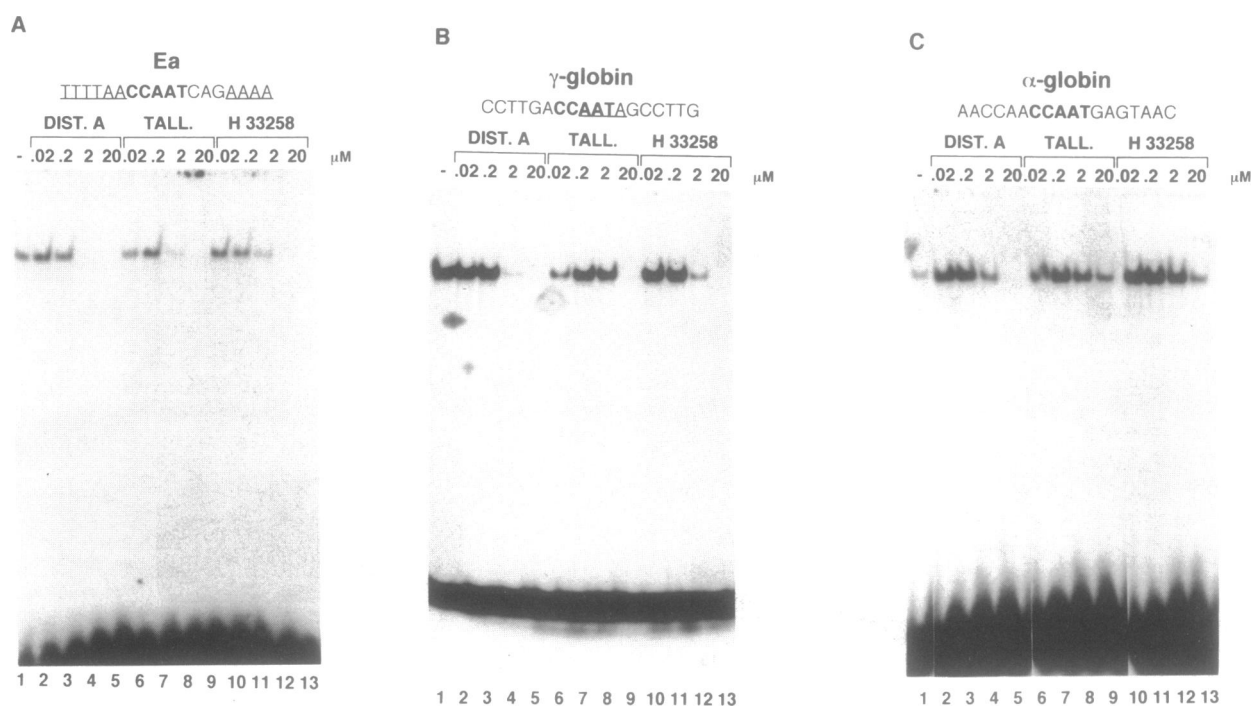 A
Ea
TTTTAACCAATCAGAAAA
DIST. A TALL. H 33258
- .02 .2 2 20 .02 .2 2 20 .02 .2 2 20 μM
1 2 3 4 5 6 7 8 9 10 11 12 13
B
γ-globin
CCTTGACCAATAGCCTTG
DIST. A TALL. H 33258
- .02 .2 2 20 .02 .2 2 20 .02 .2 2 20 μM
1 2 3 4 5 6 7 8 9 10 11 12 13
C
α-globin
AACCAACCAATGAGTAAC
DIST. A TALL. H 33258
- .02 .2 2 20 .02 .2 2 20 .02 .2 2 20 μM
1 2 3 4 5 6 7 8 9 10 11 12 13